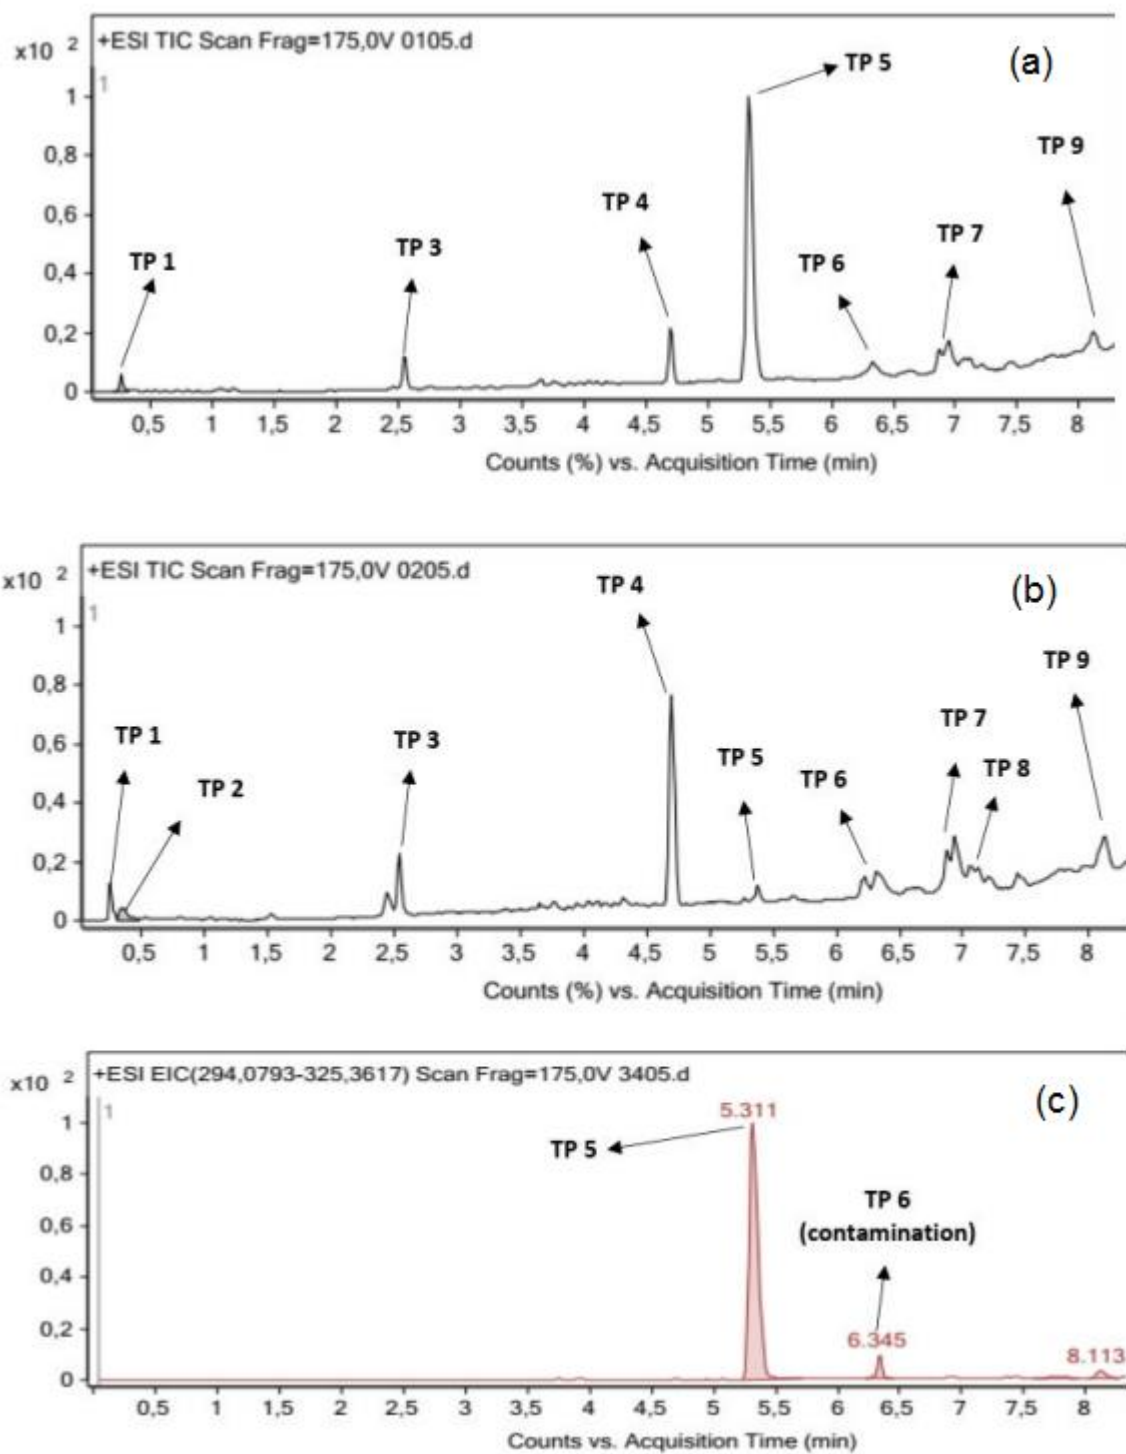 x10 2
+ESI TIC Scan Frag=175,0V 0105.d
(a)
1
TP 5
TP 9
TP 4
TP 3
TP 7
TP 1
TP 6
1
0,8
0,6
0,4
0,2
0
0,5 1 1,5 2 2,5 3 3,5 4 4,5 5 5,5 6 6,5 7 7,5 8
Counts (%) vs. Acquisition Time (min)
x10 2
+ESI TIC Scan Frag=175,0V 0205.d
(b)
1
TP 4
TP 9
TP 7
TP 1
TP 3
TP 5
TP 8
TP 6
TP 2
1
0,8
0,6
0,4
0,2
0
0,5 1 1,5 2 2,5 3 3,5 4 4,5 5 5,5 6 6,5 7 7,5 8
Counts (%) vs. Acquisition Time (min)
x10 2
+ESI EIC(294,0793-325,3617) Scan Frag=175,0V 3405.d
(c)
1
5.311
TP 5
TP 6
(contamination)
6.345
8.113
1
0,8
0,6
0,4
0,2
0
0,5 1 1,5 2 2,5 3 3,5 4 4,5 5 5,5 6 6,5 7 7,5 8
Counts vs. Acquisition Time (min)